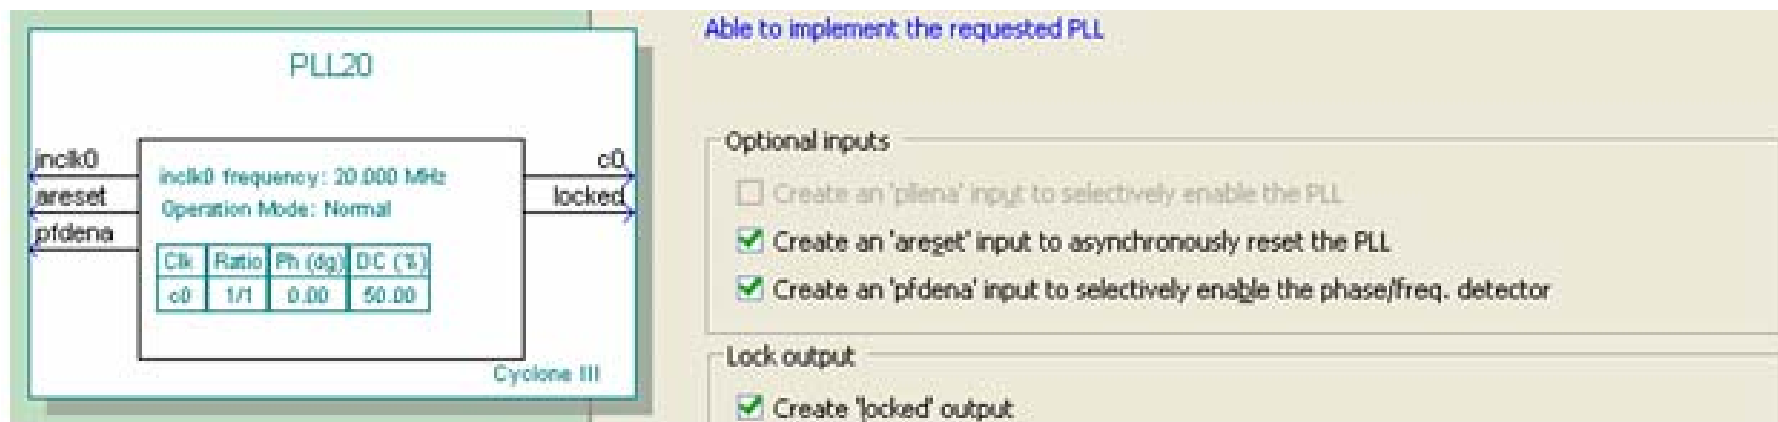 PLL20
inclk0
areset
pfdena
inclk0 frequency: 20.000 MHz
Operation Mode: Normal
Clk Ratio Ph (dg) DC (%)
c0 1/1 0.00 50.00
c0
locked
Cyclone III
Able to implement the requested PLL
Optional inputs
Create an 'pllena' input to selectively enable the PLL
Create an 'areset' input to asynchronously reset the PLL
Create an 'pfdena' input to selectively enable the phase/freq. detector
Lock output
Create 'locked' output